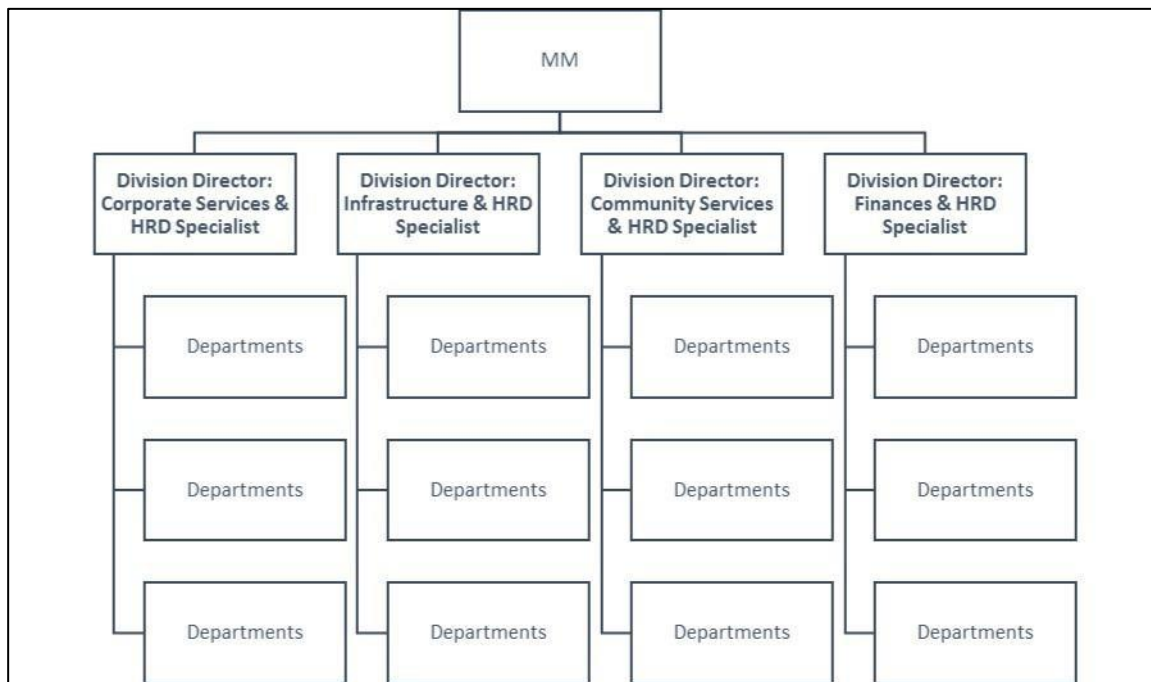 MM
Division Director:
Corporate Services &
HRD Specialist
Division Director:
Infrastructure & HRD
Specialist
Division Director:
Community Services
& HRD Specialist
Division Director:
Finances & HRD
Specialist
Departments
Departments
Departments
Departments
Departments
Departments
Departments
Departments
Departments
Departments
Departments
Departments